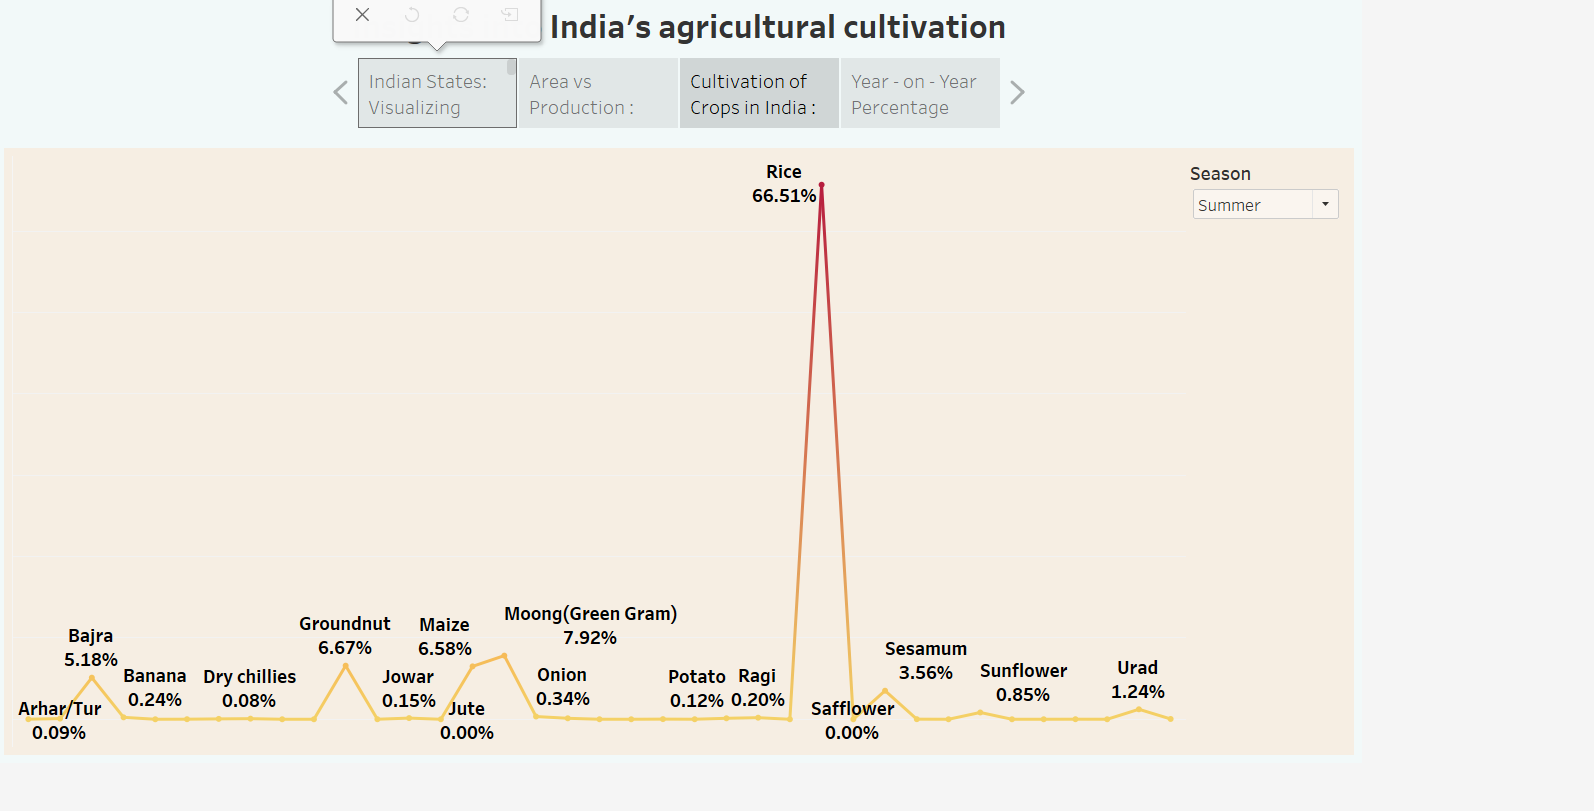 India’s agricultural cultivation
Indian States:
Visualizing
Area vs
Production :
Cultivation of
Crops in India :
Year - on - Year
Percentage
Season
Summer
Rice
66.51%
Bajra
5.18%
Banana
0.24%
Dry chillies
0.08%
Arhar/Tur
0.09%
Groundnut
6.67%
Jowar
0.15%
Maize
6.58%
Jute
0.00%
Moong(Green Gram)
7.92%
Onion
0.34%
Potato
0.12%
Ragi
0.20%
Safflower
0.00%
Sesamum
3.56%
Sunflower
0.85%
Urad
1.24%